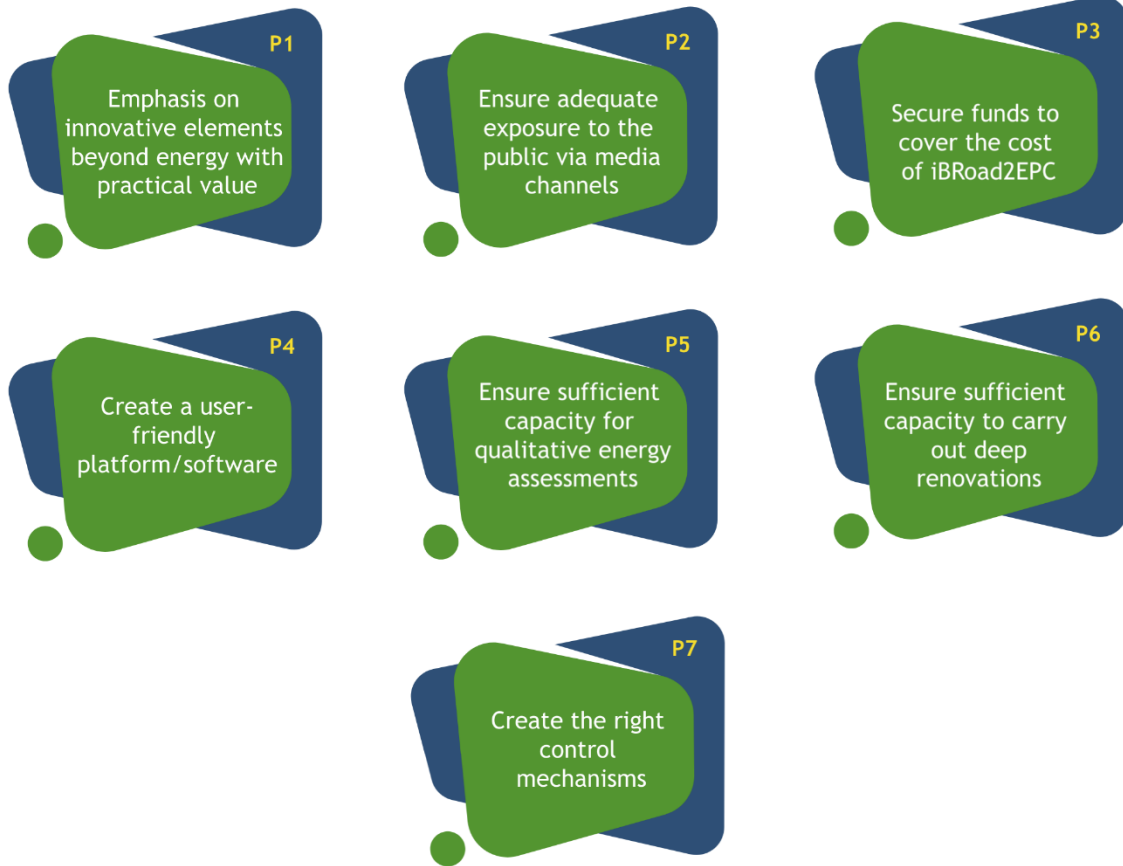 P1
Emphasis on
innovative elements
beyond energy with
practical value
P2
Ensure adequate
exposure to the
public via media
channels
P3
Secure funds to
cover the cost
of iBRoad2EPC
P4
Create a user-
friendly
platform/software
P5
Ensure sufficient
capacity for
qualitative energy
assessments
P6
Ensure sufficient
capacity to carry
out deep
renovations
P7
Create the right
control
mechanisms